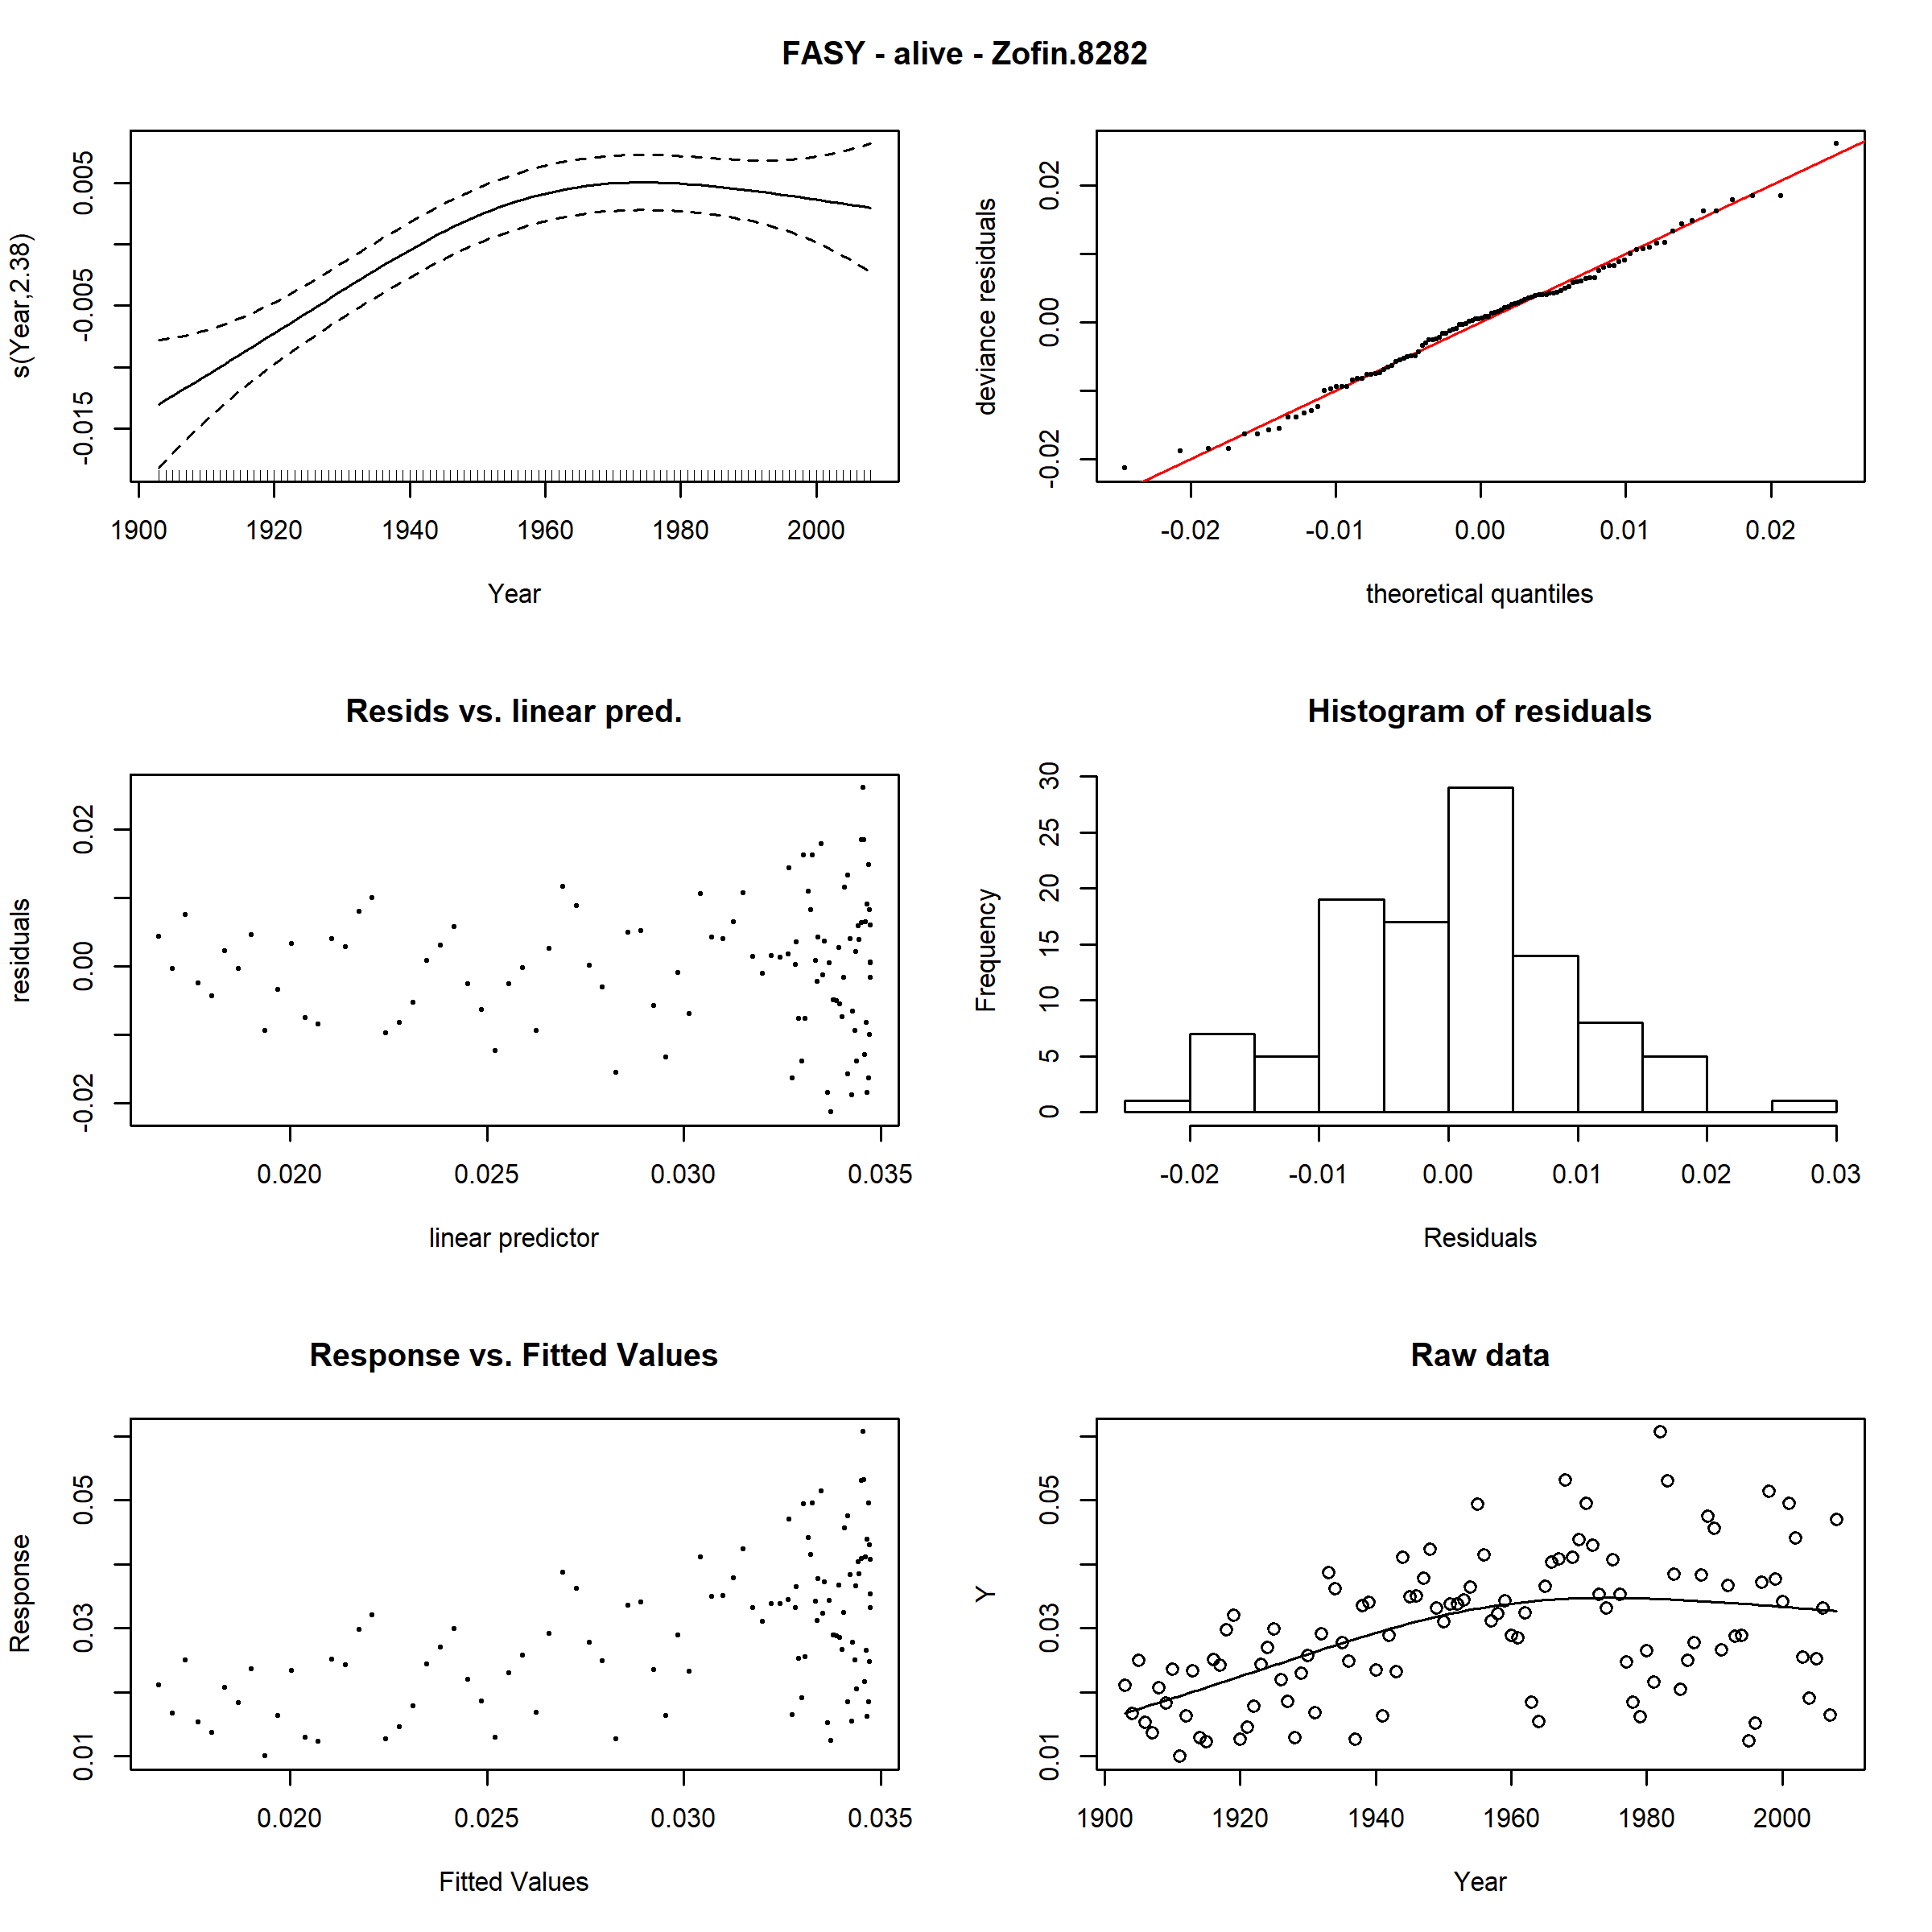 FASY - alive - Zofin.8282
s(Year,2.38)
0.005
-0.005
-0.015
1900 1920 1940 1960 1980 2000
Year
deviance residuals
0.02
0.00
-0.02
-0.02 -0.01 0.00 0.01 0.02
theoretical quantiles
Resids vs. linear pred.
residuals
0.02
0.00
-0.02
0.020 0.025 0.030 0.035
linear predictor
Histogram of residuals
Frequency
30
25
20
15
10
5
0
-0.02 -0.01 0.00 0.01 0.02 0.03
Residuals
Response vs. Fitted Values
Response
0.05
0.03
0.01
0.020 0.025 0.030 0.035
Fitted Values
Raw data
Y
0.05
0.03
0.01
1900 1920 1940 1960 1980 2000
Year